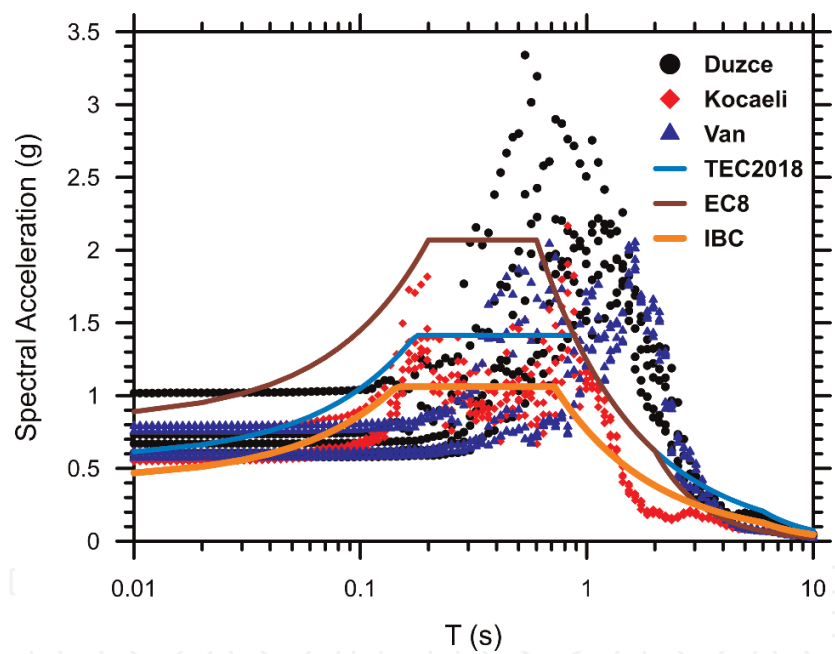 3.5
3
2.5
2
1.5
1
0.5
0
Spectral Acceleration (g)
Duzce
Kocaeli
Van
TEC2018
EC8
IBC
0.01
0.1
1
10
T (s)